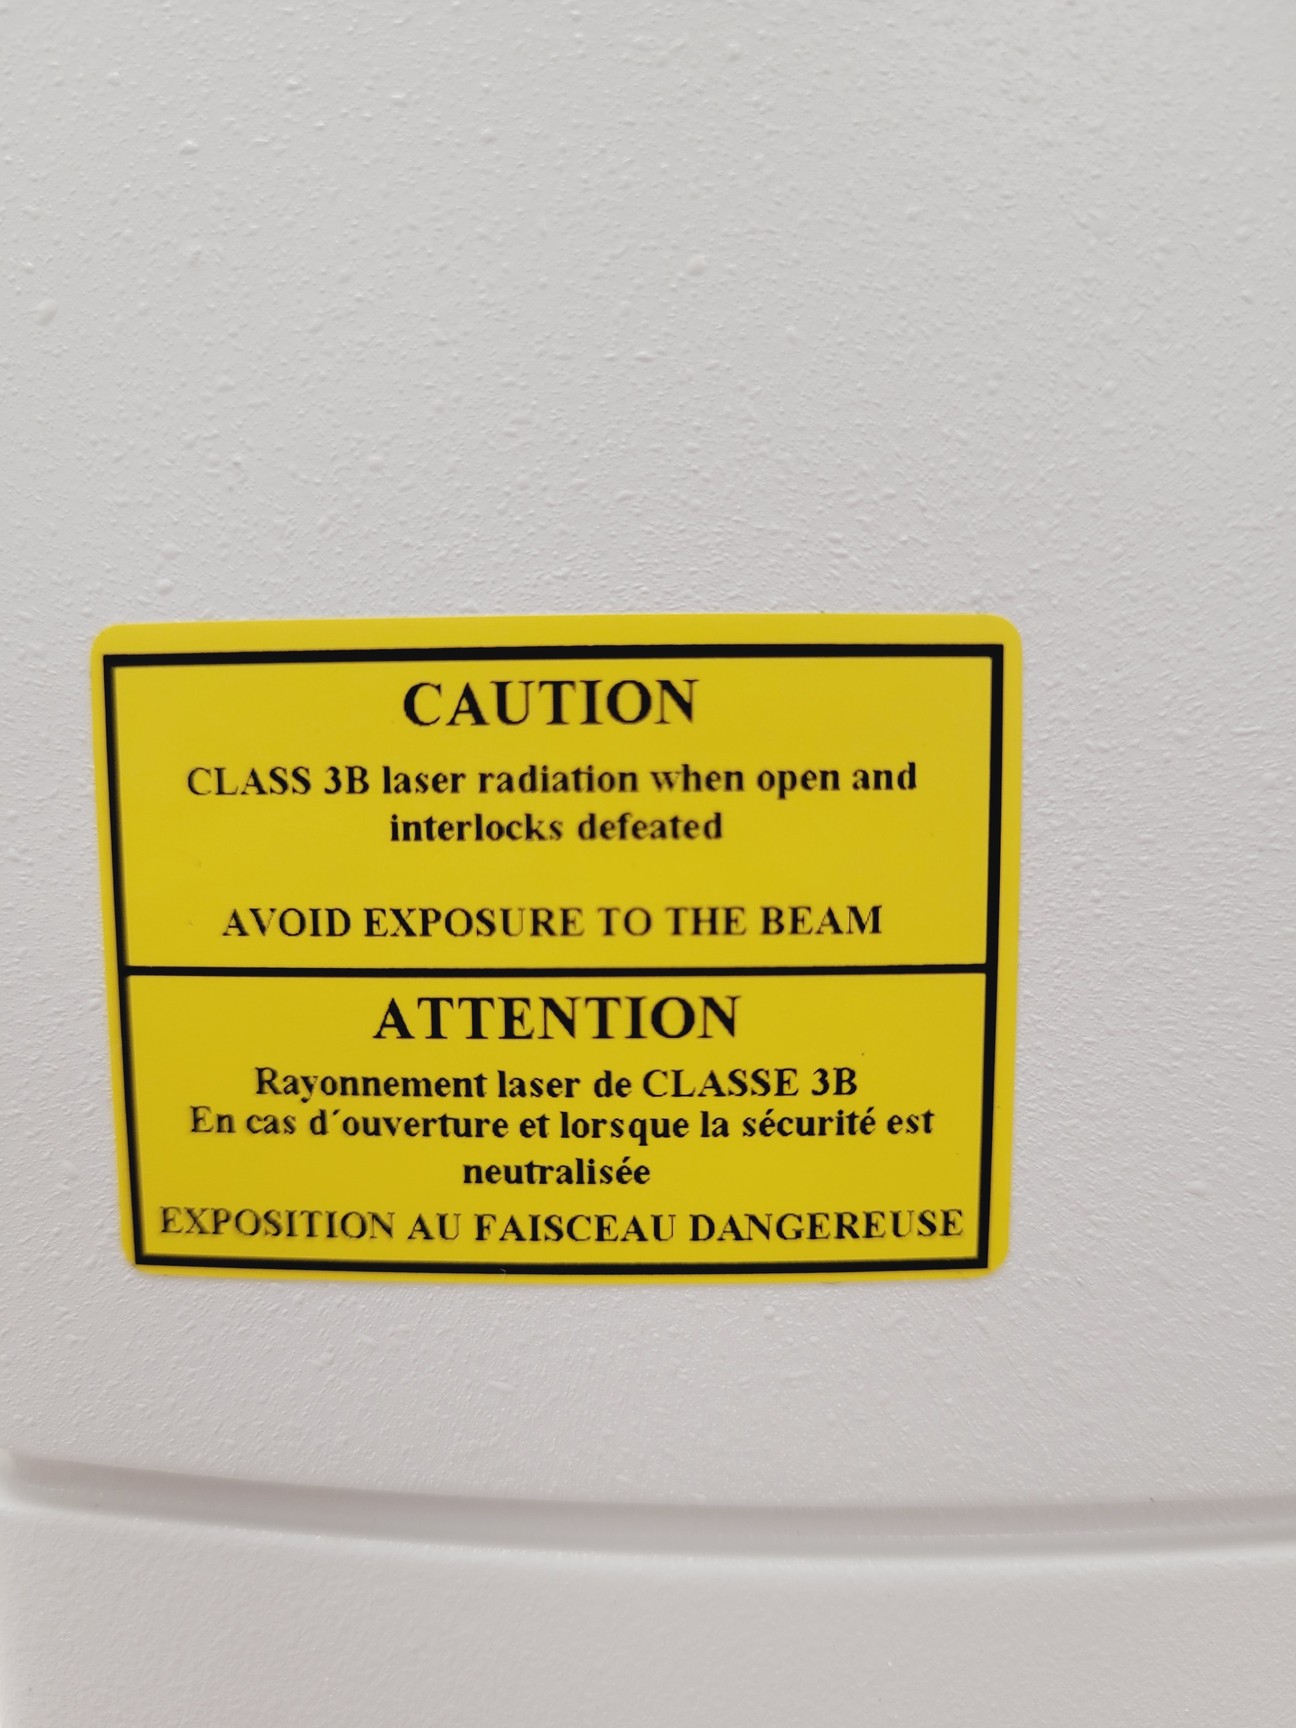 CAUTION
CLASS 3B laser radiation when open and
interlocks defeated
AVOID EXPOSURE TO THE BEAM
ATTENTION
Rayonnement laser de CLASSE 3B
En cas d´ouverture et lorsque la sécurité est
neutralisée
EXPOSITION AU FAISCEAU DANGEREUSE